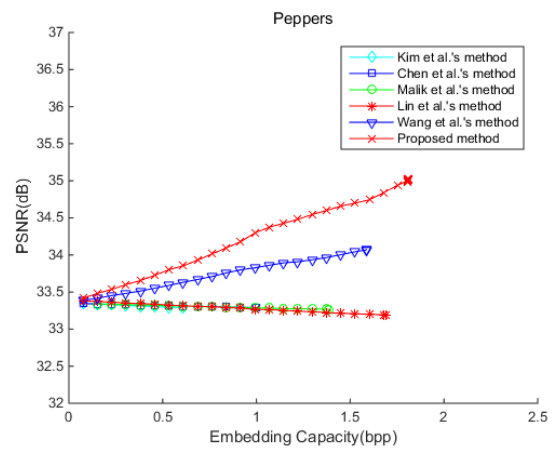 Peppers
37
36.5
36
35.5
35
34.5
34
33.5
33
32.5
32
PSNR(dB)
Kim et al.'s method
Chen et al.'s method
Malik et al.'s method
Lin et al.'s method
Wang et al.'s method
Proposed method
0 0.5 1 1.5 2 2.5
Embedding Capacity(bpp)